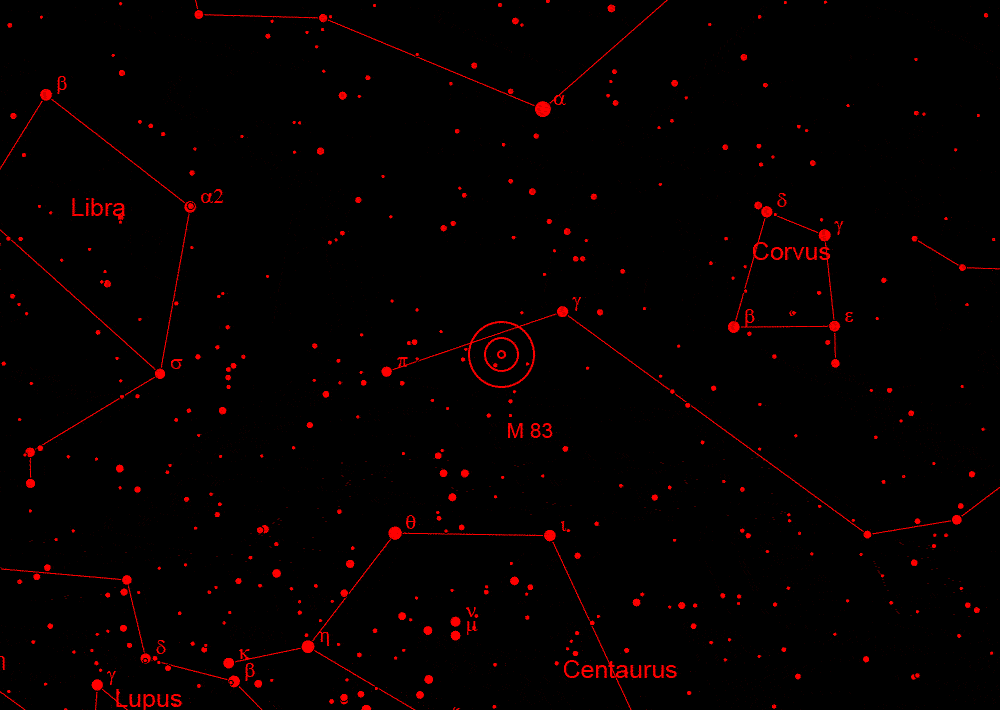 β
α
α2
Libra
δ
γ
Corvus
γ
β
ε
π
σ
M 83
θ
ι
ν
μ
η
κ
δ
β
η
γ
Centaurus
Lupus